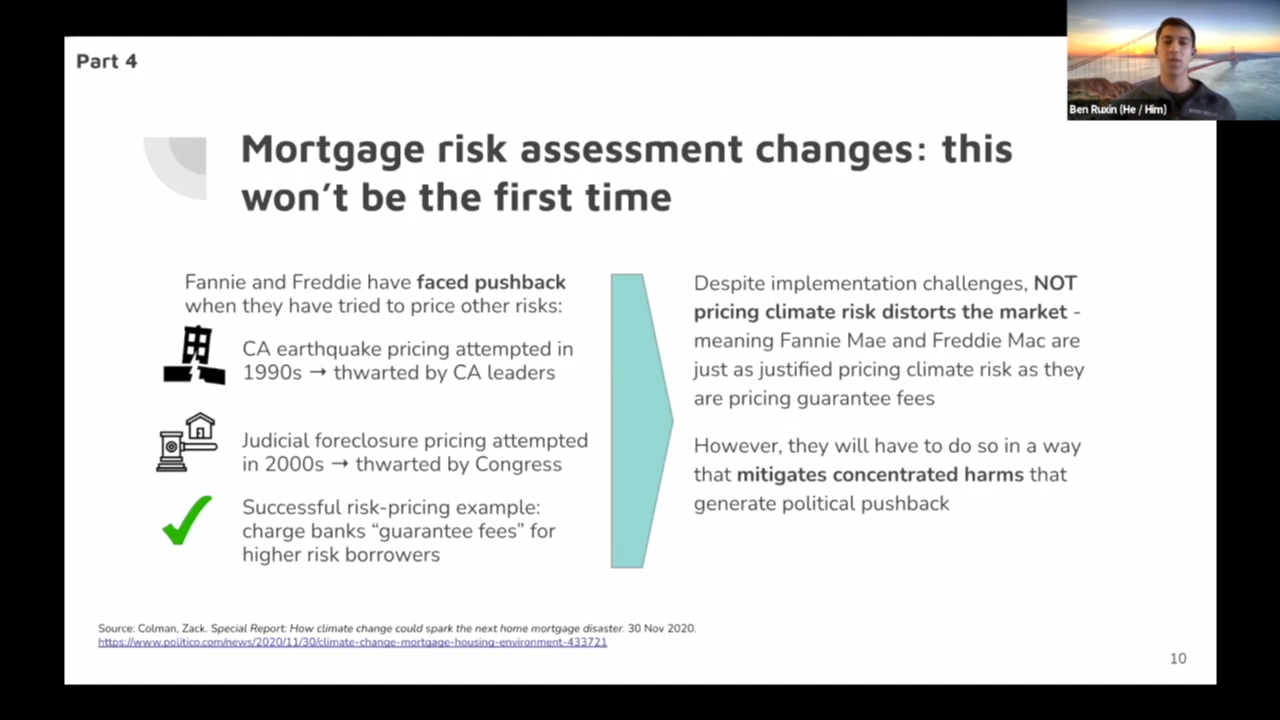 Part 4
Ben Ruxin (He / Him)
Mortgage risk assessment changes: this
won’t be the first time
Fannie and Freddie have faced pushback
when they have tried to price other risks:
CA earthquake pricing attempted in
1990s → thwarted by CA leaders
Judicial foreclosure pricing attempted
in 2000s → thwarted by Congress
Successful risk-pricing example:
charge banks “guarantee fees” for
higher risk borrowers
Despite implementation challenges, NOT
pricing climate risk distorts the market -
meaning Fannie Mae and Freddie Mac are
just as justified pricing climate risk as they
are pricing guarantee fees
However, they will have to do so in a way
that mitigates concentrated harms that
generate political pushback
Source: Colman, Zack. Special Report: How climate change could spark the next home mortgage disaster. 30 Nov 2020.
https://www.politico.com/news/2020/11/30/climate-change-mortgage-housing-environment-433721
10